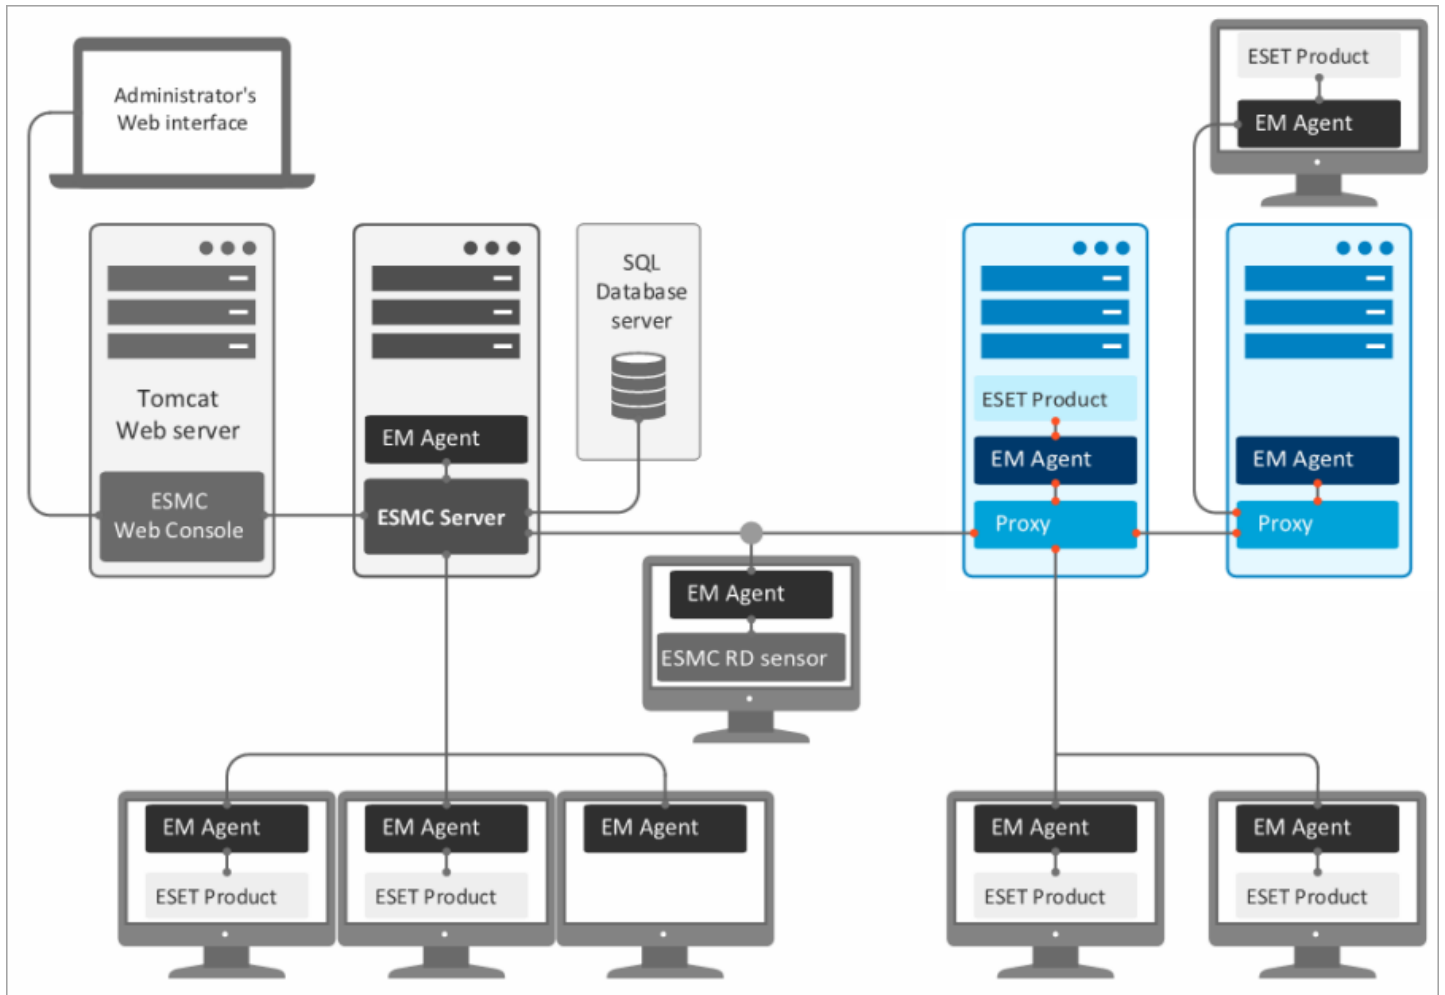 Administrator's
Web interface
ESET Product
EM Agent
Tomcat
Web server
ESMC
Web Console
EM Agent
ESMC Server
SQL
Database
server
ESET Product
EM Agent
Proxy
EM Agent
Proxy
EM Agent
ESMC RD sensor
EM Agent
ESET Product
EM Agent
ESET Product
EM Agent
EM Agent
ESET Product
EM Agent
ESET Product